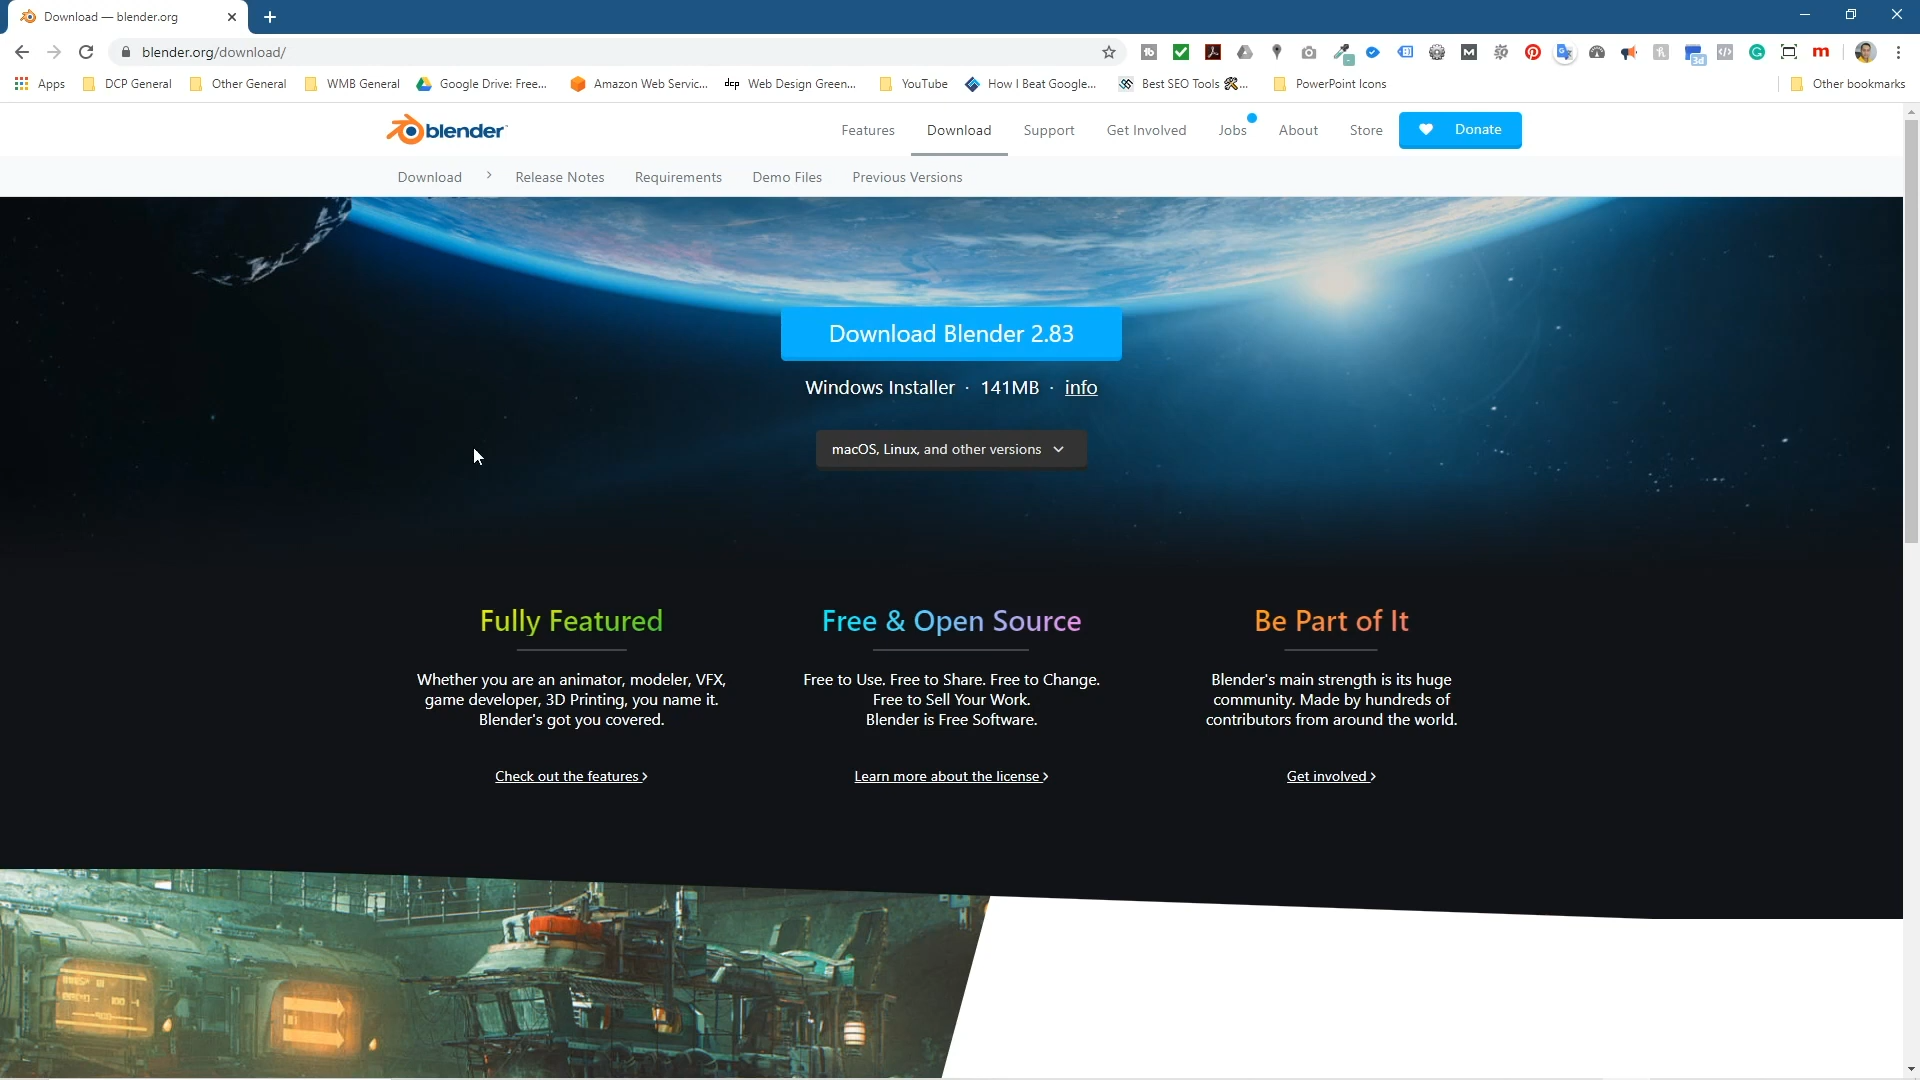 Download — blender.org
blender.org/download/
Apps
DCP General
Other General
WMB General
Google Drive: Free...
Amazon Web Servic...
dcp
Web Design Green...
YouTube
How I Beat Google...
Best SEO Tools 🛠...
PowerPoint Icons
Other bookmarks
blender
Features
Download
Support
Get Involved
Jobs
About
Store
Donate
Download
Release Notes
Requirements
Demo Files
Previous Versions
Download Blender 2.83
Windows Installer · 141MB · info
macOS, Linux, and other versions
Fully Featured
Whether you are an animator, modeler, VFX,
game developer, 3D Printing, you name it.
Blender's got you covered.
Check out the features ›
Free & Open Source
Free to Use. Free to Share. Free to Change.
Free to Sell Your Work.
Blender is Free Software.
Learn more about the license ›
Be Part of It
Blender's main strength is its huge
community. Made by hundreds of
contributors from around the world.
Get involved ›